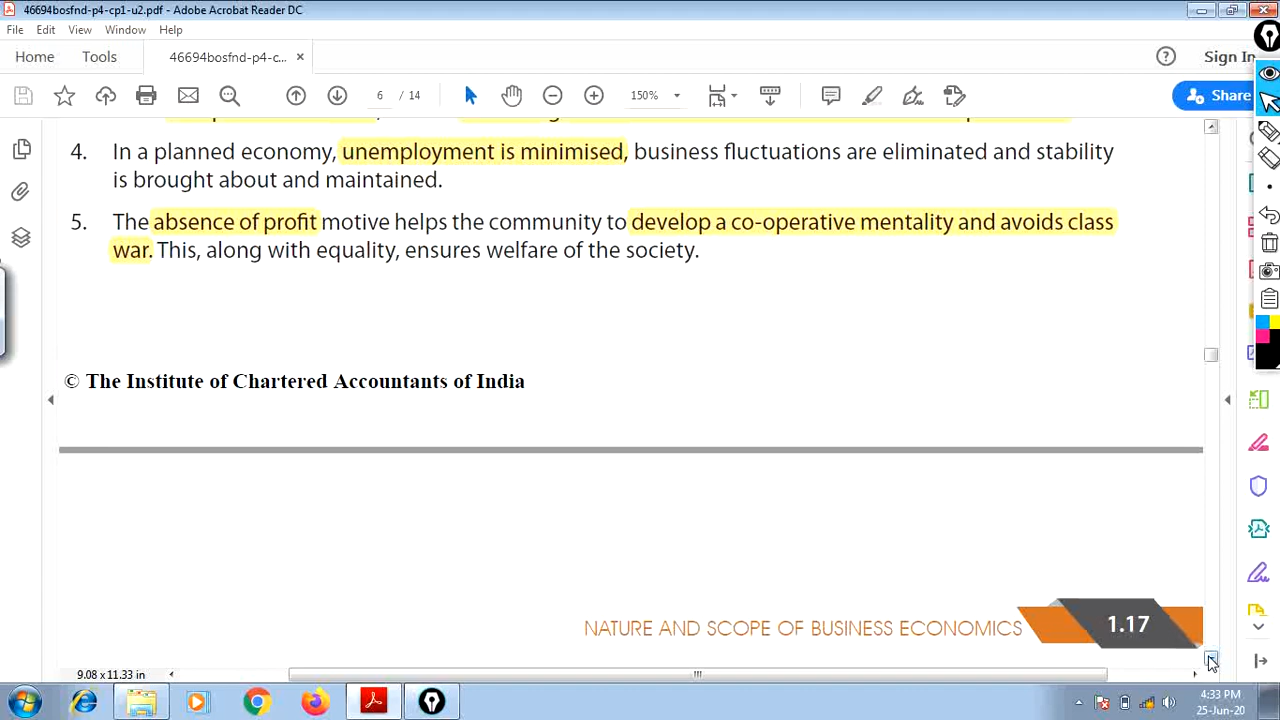 46694bosfnd-p4-cp1-u2.pdf - Adobe Acrobat Reader DC
File Edit View Window Help
Home Tools 46694bosfnd-p4-c... × Sign In
6 / 14 150% Share
4. In a planned economy, unemployment is minimised, business fluctuations are eliminated and stability
is brought about and maintained.
5. The absence of profit motive helps the community to develop a co-operative mentality and avoids class
war. This, along with equality, ensures welfare of the society.
© The Institute of Chartered Accountants of India
NATURE AND SCOPE OF BUSINESS ECONOMICS 1.17
9.08 x 11.33 in
4:33 PM
25-Jun-20